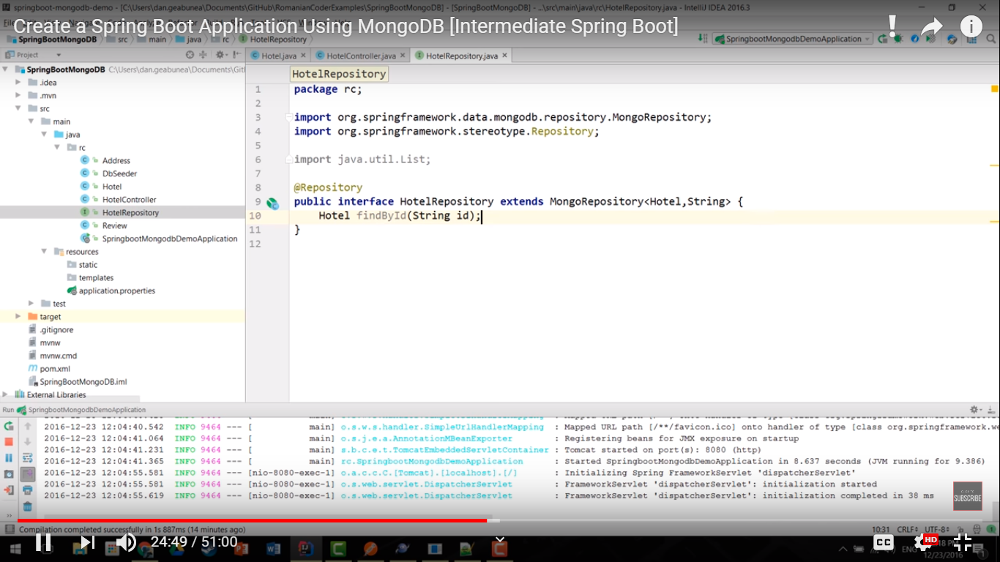 springboot-mongodb-demo - [C:\Users\dan.geabunea\Documents\GitHub\RomanianCoderExamples\SpringBootMongoDB] - [SpringBootMongoDB] - ...\src\main\java\rc\HotelRepository.java - IntelliJ IDEA 2016.3
Create a Spring Boot Application Using MongoDB [Intermediate Spring Boot]
SpringBootMongoDB src main java rc HotelRepository
SpringbootMongodbDemoApplication
Project
Hotel.java HotelController.java HotelRepository.java
SpringBootMongoDB C:\Users\dan.geabunea\Documents\GitH
.idea
.mvn
src
main
java
rc
Address
DbSeeder
Hotel
HotelController
HotelRepository
Review
SpringbootMongodbDemoApplication
resources
static
templates
application.properties
test
target
.gitignore
mvnw
mvnw.cmd
pom.xml
SpringBootMongoDB.iml
External Libraries
HotelRepository
1 package rc;
2
3 import org.springframework.data.mongodb.repository.MongoRepository;
4 import org.springframework.stereotype.Repository;
5
6 import java.util.List;
7
8 @Repository
9 public interface HotelRepository extends MongoRepository<Hotel,String> {
10 Hotel findById(String id);
11 }
12
Run SpringbootMongodbDemoApplication
2016-12-23 12:04:40.542 INFO 9464 --- [ main] o.s.w.s.handler.SimpleUrlHandlerMapping : Mapped URL path [/**/favicon.ico] onto handler of type [class org.springframework.we
2016-12-23 12:04:41.064 INFO 9464 --- [ main] o.s.j.e.a.AnnotationMBeanExporter : Registering beans for JMX exposure on startup
2016-12-23 12:04:41.231 INFO 9464 --- [ main] s.b.c.e.t.TomcatEmbeddedServletContainer : Tomcat started on port(s): 8080 (http)
2016-12-23 12:04:41.365 INFO 9464 --- [ main] rc.SpringbootMongodbDemoApplication : Started SpringbootMongodbDemoApplication in 8.637 seconds (JVM running for 9.386)
2016-12-23 12:04:55.581 INFO 9464 --- [nio-8080-exec-1] o.a.c.c.C.[Tomcat].[localhost].[/] : Initializing Spring FrameworkServlet 'dispatcherServlet'
2016-12-23 12:04:55.581 INFO 9464 --- [nio-8080-exec-1] o.s.web.servlet.DispatcherServlet : FrameworkServlet 'dispatcherServlet': initialization started
2016-12-23 12:04:55.619 INFO 9464 --- [nio-8080-exec-1] o.s.web.servlet.DispatcherServlet : FrameworkServlet 'dispatcherServlet': initialization completed in 38 ms
SUBSCRIBE
Compilation completed successfully in 1s 887ms (14 minutes ago)
10:31 CRLF UTF-8
24:49 / 51:00
CC HD
ENG
12/23/2016